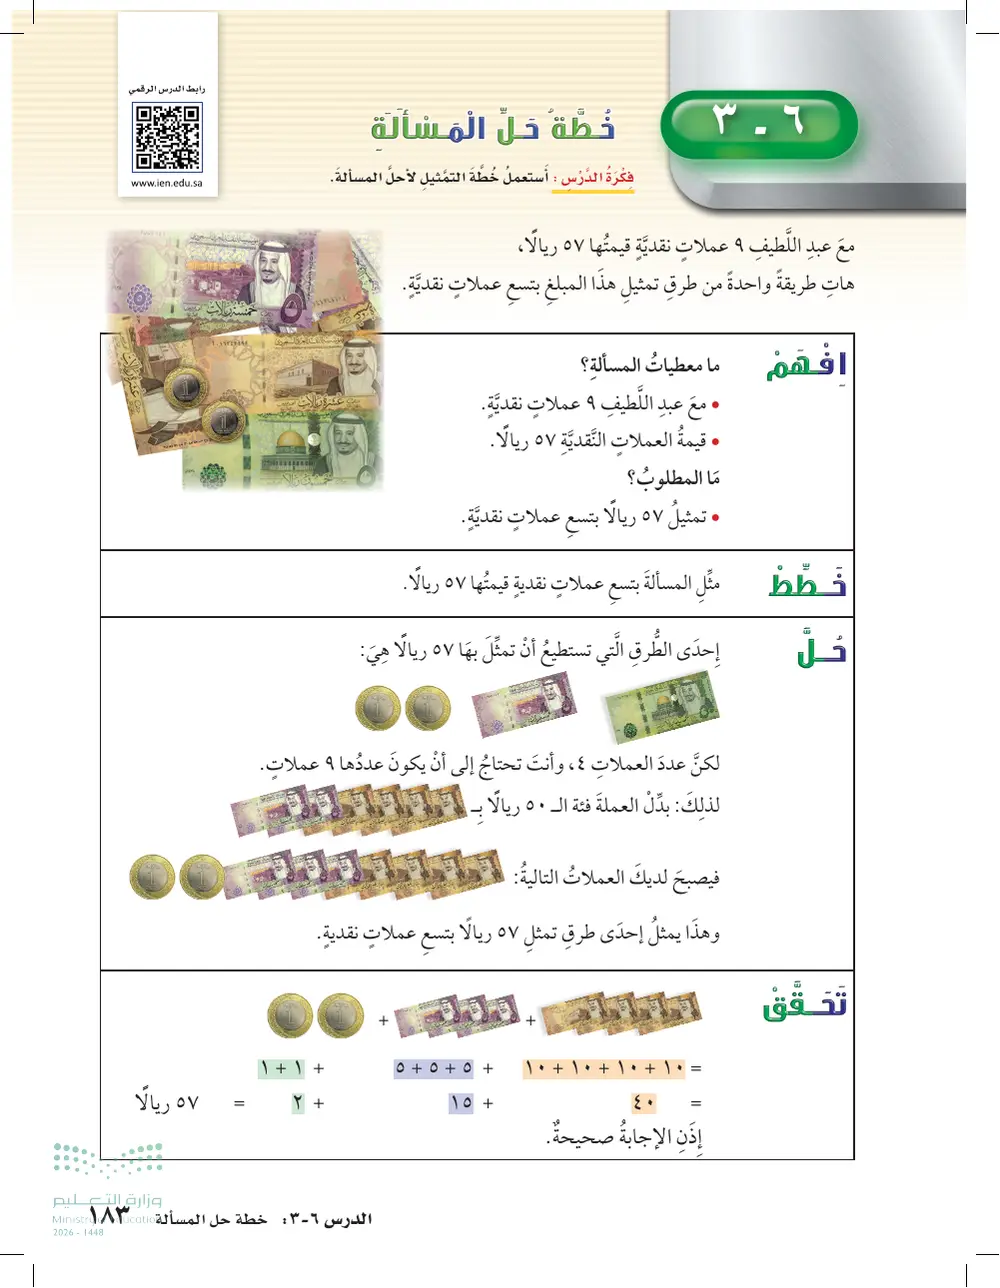 رابط الدرس الرقمي
www.ien.edu.sa
٦ - ٣
خُطَّةُ حَلِّ الْمَسْأَلَةِ
فِكْرَةُ الدَّرْسِ : أَستعملُ خُطَّةَ التمْثيلِ لأحلَّ المسألةَ.
معَ عبدِ اللَّطيفِ ٩ عملاتٍ نقديَّةٍ قيمتُها ٥٧ ريالًا،
هاتِ طريقةً واحدةً من طرقِ تمثيلِ هذَا المبلغِ بتسعِ عملاتٍ نقديَّةٍ.
اِفْهَمْ
ما معطياتُ المسألةِ؟
• معَ عبدِ اللَّطيفِ ٩ عملاتٍ نقديَّةٍ.
• قيمةُ العملاتِ النَّقديَّةِ ٥٧ ريالًا.
مَا المطلوبُ؟
• تمثيلُ ٥٧ ريالًا بتسعِ عملاتٍ نقديَّةٍ.
خَطِّطْ
مثِّلِ المسألةَ بتسعِ عملاتٍ نقديةٍ قيمتُها ٥٧ ريالًا.
حُلَّ
إِحدَى الطُّرقِ الَّتي تستطيعُ أنْ تمثِّلَ بهَا ٥٧ ريالًا هِيَ:
لكنَّ عددَ العملاتِ ٤، وأنتَ تحتاجُ إلى أنْ يكونَ عددُها ٩ عملاتٍ.
لذلِكَ: بدِّلْ العملةَ فئة الـ ٥٠ ريالًا بِـ
فيصبحَ لديكَ العملاتُ التاليةُ:
وهذَا يمثلُ إحدَى طرقِ تمثلِ ٥٧ ريالًا بتسعِ عملاتٍ نقديةٍ.
تَحَقَّقْ
+ +
= ١٠ + ١٠ + ١٠ + ١٠ + ٥ + ٥ + ٥ + ١ + ١
= ٤٠ + ١٥ + ٢ = ٥٧ ريالًا
إِذَنِ الإجابةُ صحيحةٌ.
وزارة التعليم
Ministry of Education
2026 - 1448
الدرس ٦-٣: خطة حل المسألة ١٨٣